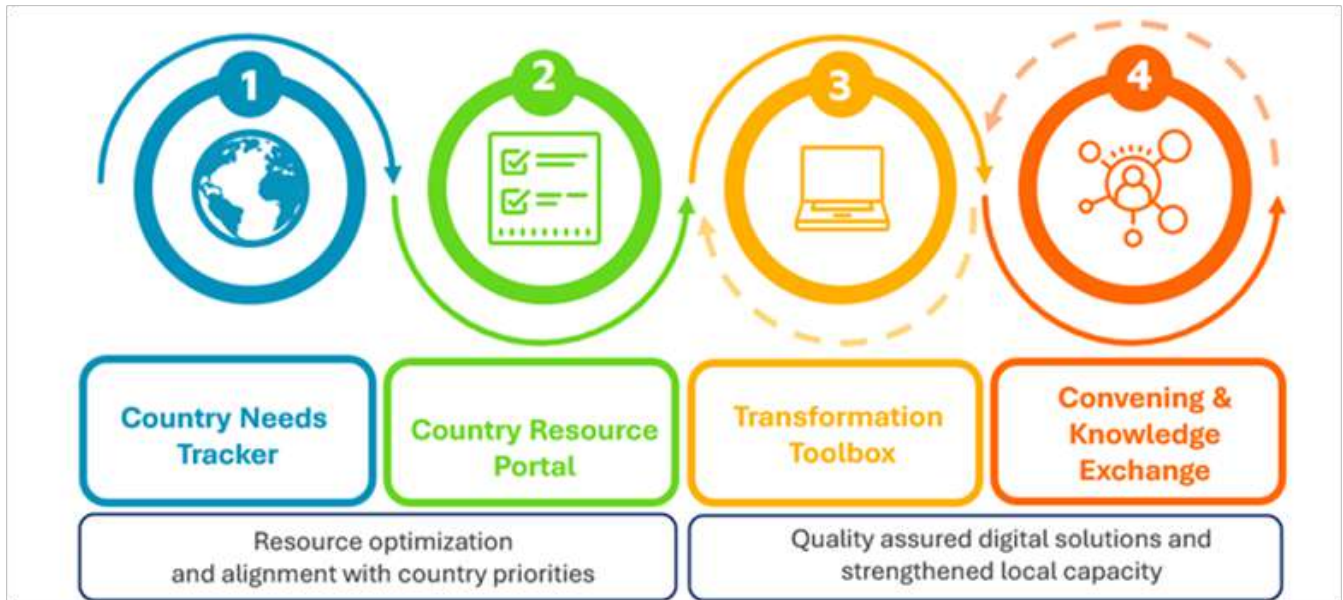 1
2
3
4
Country Needs
Tracker
Country Resource
Portal
Transformation
Toolbox
Convening &
Knowledge
Exchange
Resource optimization
and alignment with country priorities
Quality assured digital solutions and
strengthened local capacity